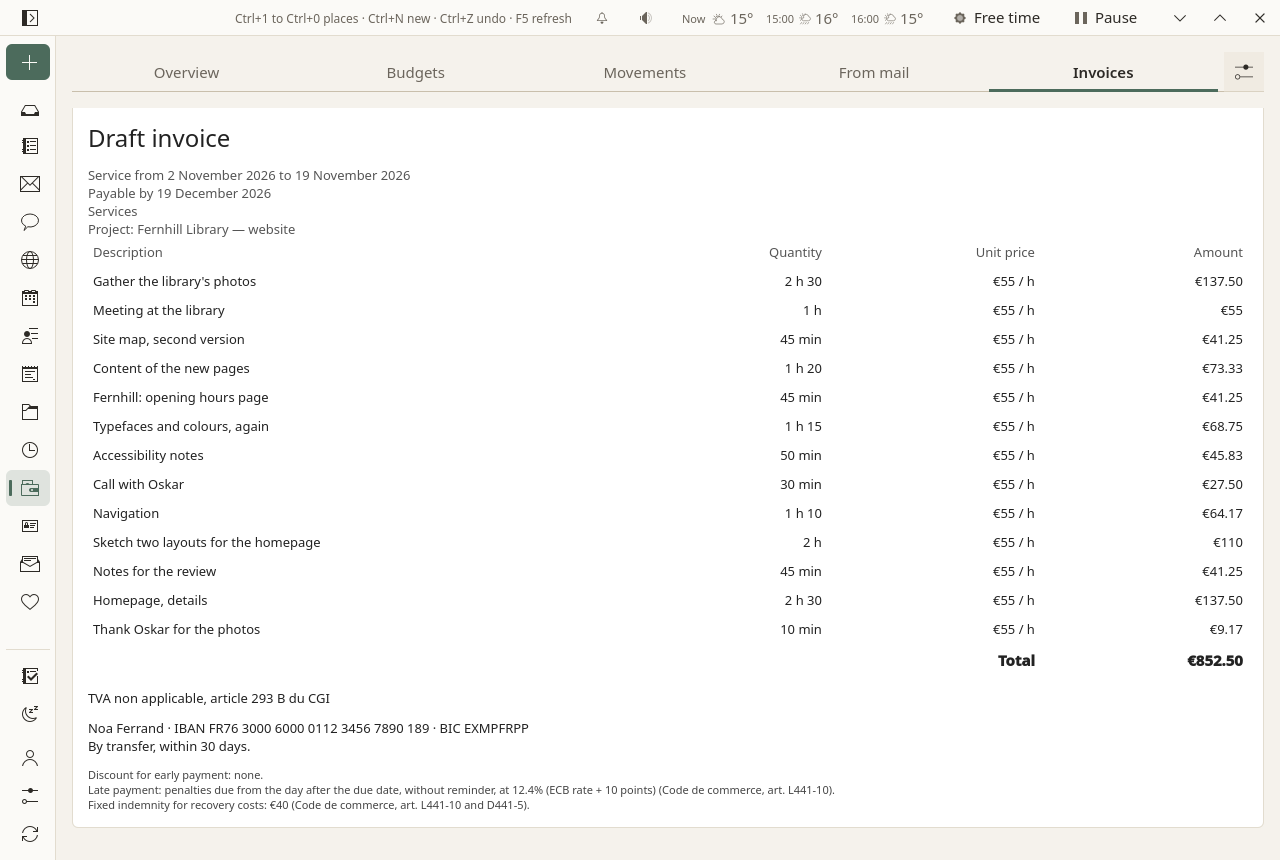 Ctrl+1 to Ctrl+0 places · Ctrl+N new · Ctrl+Z undo · F5 refresh
Now 15° 15:00 16° 16:00 15° Free time Pause
Overview Budgets Movements From mail Invoices
Draft invoice
Service from 2 November 2026 to 19 November 2026
Payable by 19 December 2026
Services
Project: Fernhill Library — website
Description Quantity Unit price Amount
Gather the library's photos 2 h 30 €55 / h €137.50
Meeting at the library 1 h €55 / h €55
Site map, second version 45 min €55 / h €41.25
Content of the new pages 1 h 20 €55 / h €73.33
Fernhill: opening hours page 45 min €55 / h €41.25
Typefaces and colours, again 1 h 15 €55 / h €68.75
Accessibility notes 50 min €55 / h €45.83
Call with Oskar 30 min €55 / h €27.50
Navigation 1 h 10 €55 / h €64.17
Sketch two layouts for the homepage 2 h €55 / h €110
Notes for the review 45 min €55 / h €41.25
Homepage, details 2 h 30 €55 / h €137.50
Thank Oskar for the photos 10 min €55 / h €9.17
Total €852.50
TVA non applicable, article 293 B du CGI
Noa Ferrand · IBAN FR76 3000 6000 0112 3456 7890 189 · BIC EXMPFRPP
By transfer, within 30 days.
Discount for early payment: none.
Late payment: penalties due from the day after the due date, without reminder, at 12.4% (ECB rate + 10 points) (Code de commerce, art. L441-10).
Fixed indemnity for recovery costs: €40 (Code de commerce, art. L441-10 and D441-5).